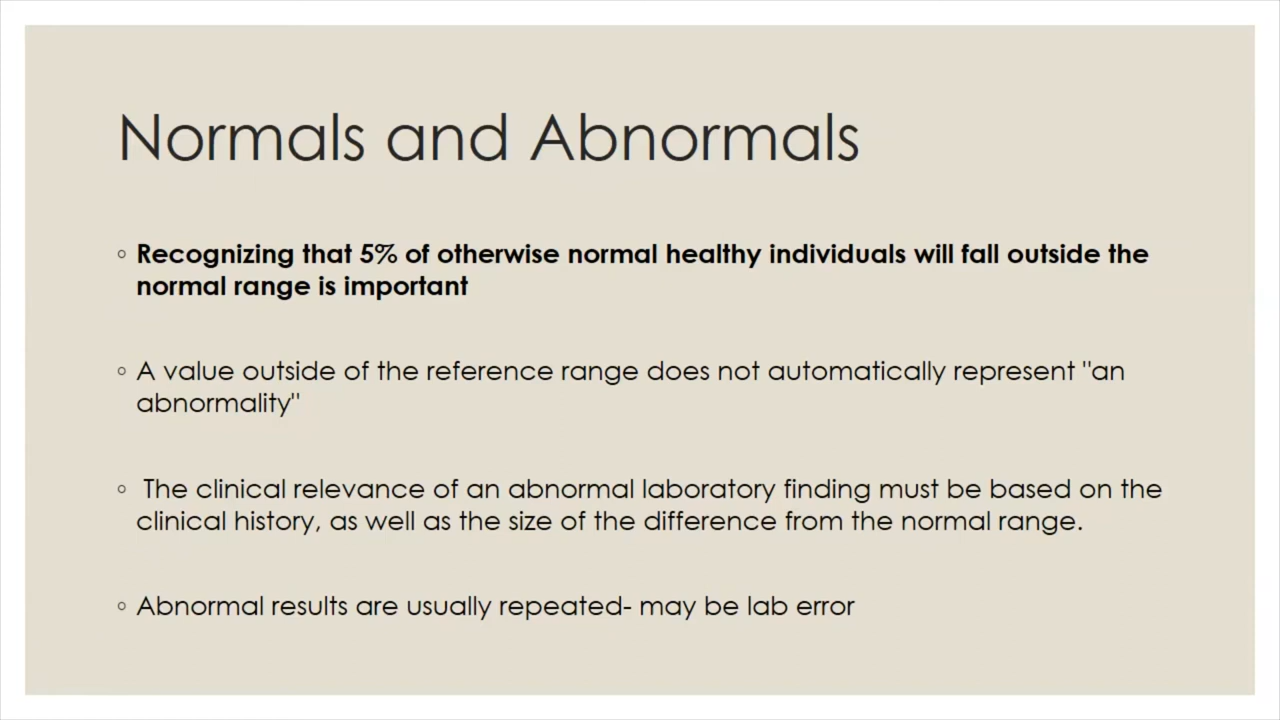 Normals and Abnormals
◦ Recognizing that 5% of otherwise normal healthy individuals will fall outside the
normal range is important
◦ A value outside of the reference range does not automatically represent "an
abnormality"
◦ The clinical relevance of an abnormal laboratory finding must be based on the
clinical history, as well as the size of the difference from the normal range.
◦ Abnormal results are usually repeated- may be lab error